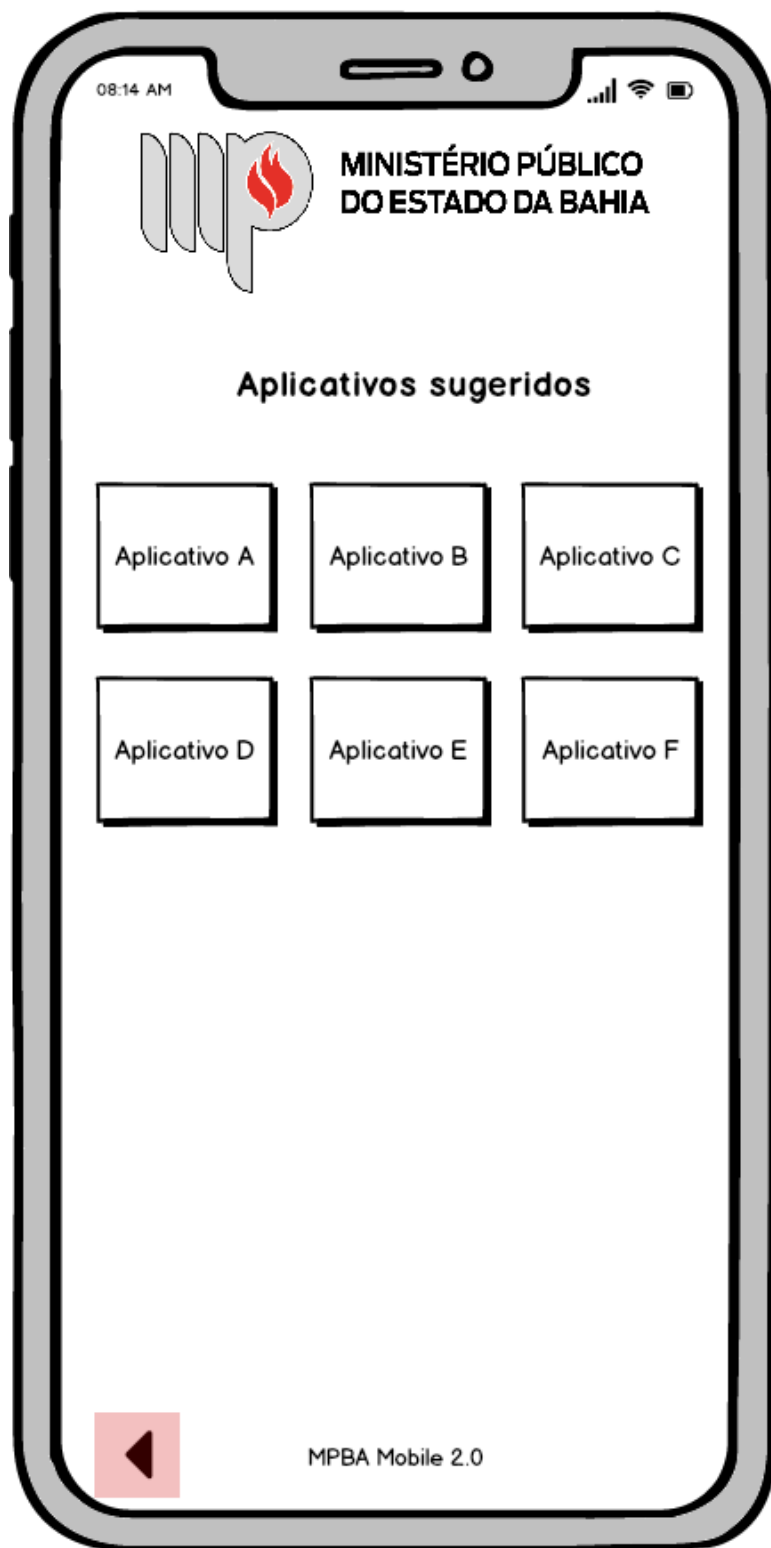 08:14 AM
mp
MINISTÉRIO PÚBLICO
DO ESTADO DA BAHIA
Aplicativos sugeridos
Aplicativo A
Aplicativo B
Aplicativo C
Aplicativo D
Aplicativo E
Aplicativo F
MPBA Mobile 2.0